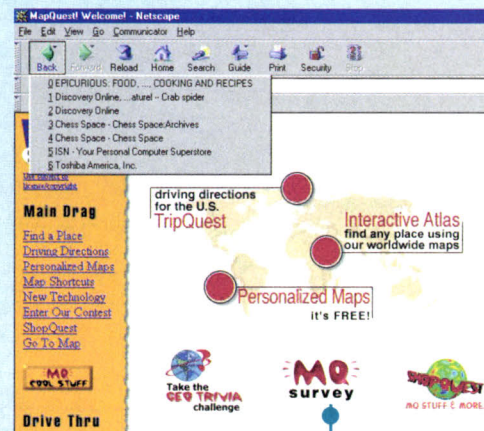 MapQuest! Welcome! - Netscape
File Edit View Go Communicator Help
Back Forward Reload Home Search Guide Print Security Stop
0 EPICURIOUS: FOOD, ..., COOKING AND RECIPES
1 Discovery Online, ...aturel -- Crab spider
2 Discovery Online
3 Chess Space - Chess Space:Archives
4 Chess Space - Chess Space
5 ISN - Your Personal Computer Superstore
6 Toshiba America, Inc.
license/copyright
Main Drag
Find a Place
Driving Directions
Personalized Maps
Map Shortcuts
New Technology
Enter Our Contest
ShopQuest
Go To Map
MQ
COOL STUFF
Drive Thru
driving directions
for the U.S.
TripQuest
Interactive Atlas
find any place using
our worldwide maps
Personalized Maps
it's FREE!
Take the
GEO TRIVIA
challenge
MQ
survey
SHOPQUEST
MQ STUFF & MORE